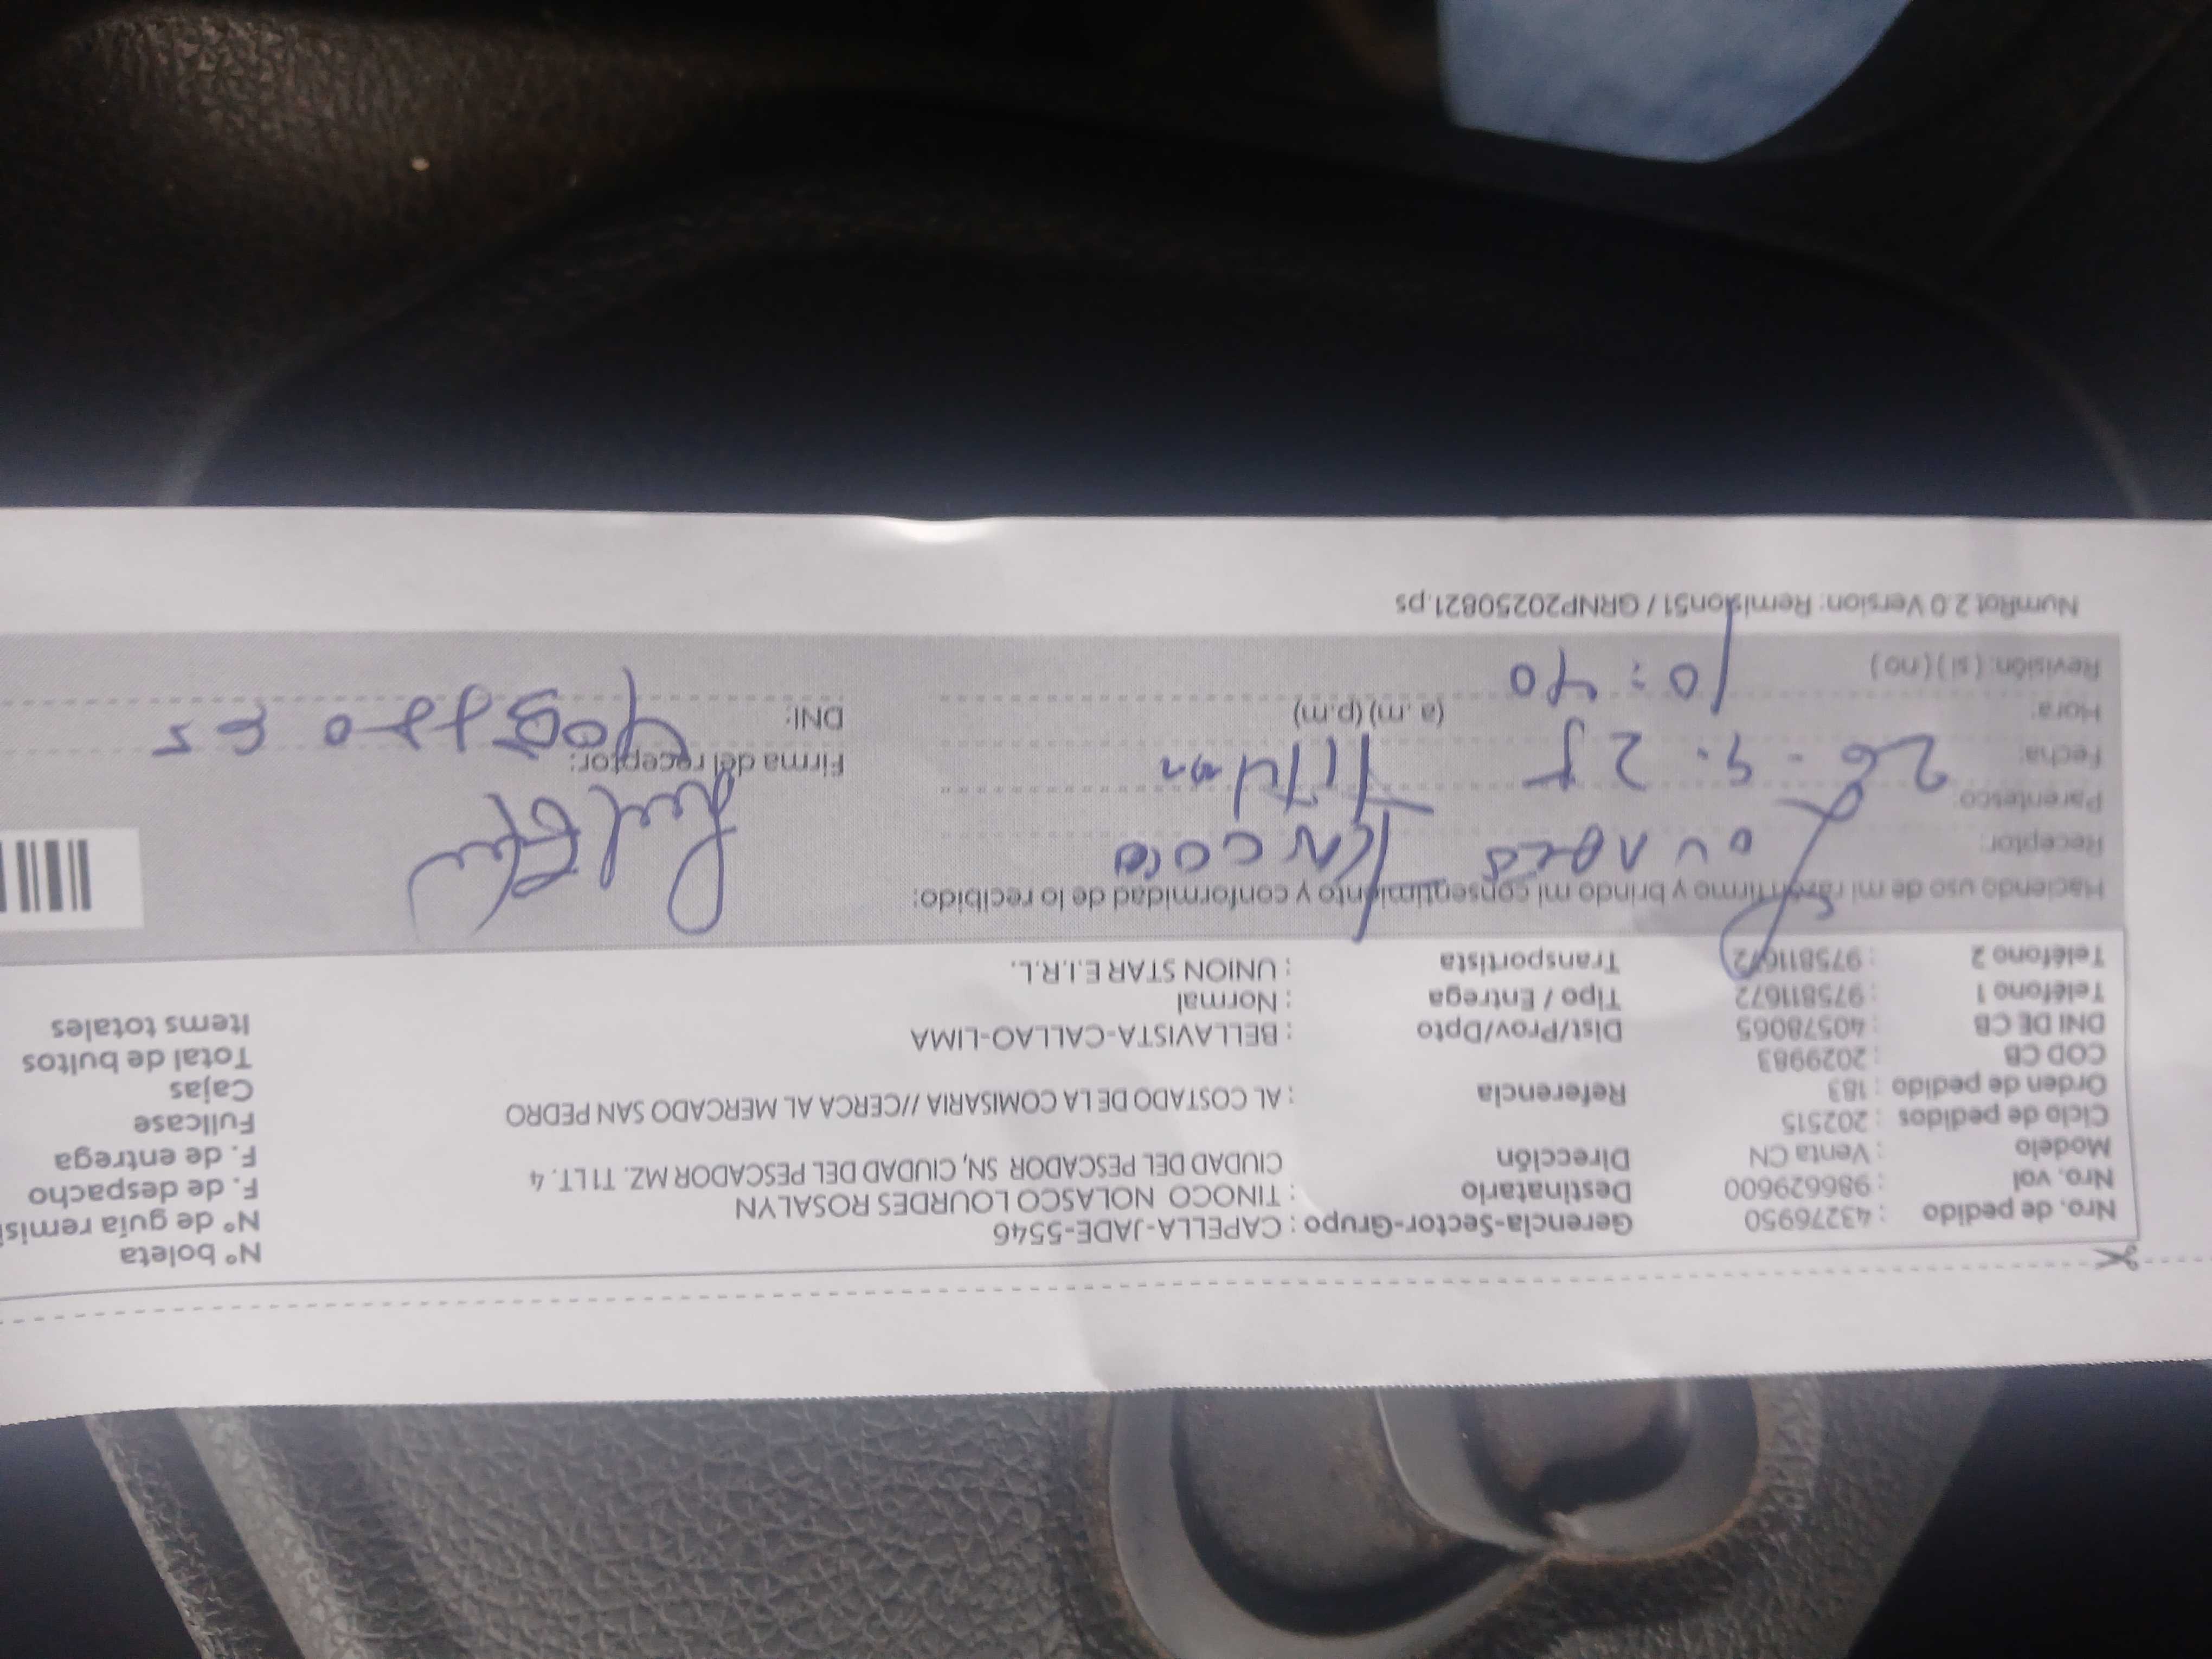 Nro. de pedido : 43276950 Gerencia-Sector-Grupo : CAPELLA-JADE-5546 N° boleta
Nro. vol : 986629600 Destinatario : TINOCO NOLASCO LOURDES ROSALYN N° de guía remisi
Modelo : Venta CN Dirección CIUDAD DEL PESCADOR SN, CIUDAD DEL PESCADOR MZ. T1 LT. 4 F. de despacho
Ciclo de pedidos : 202515 F. de entrega
Orden de pedido : 183 Referencia : AL COSTADO DE LA COMISARIA //CERCA AL MERCADO SAN PEDRO Fullcase
COD CB : 2029983 Cajas
DNI DE CB : 40578065 Dist/Prov/Dpto : BELLAVISTA-CALLAO-LIMA Total de bultos
Teléfono 1 : 975811672 Tipo / Entrega : Normal Items totales
Teléfono 2 : 975811672 Transportista : UNION STAR E.I.R.L.
Haciendo uso de mi razón firmo y brindo mi consentimiento y conformidad de lo recibido:
Receptor:
Parentesco: Titular
Fecha: 26 - 9 - 25 Firma del receptor:
Hora: 10:40 (a .m) (p.m) DNI:
Revisión: ( si ) ( no )
NumRot 2.0 Version: Remision51 / GRNP20250821.ps